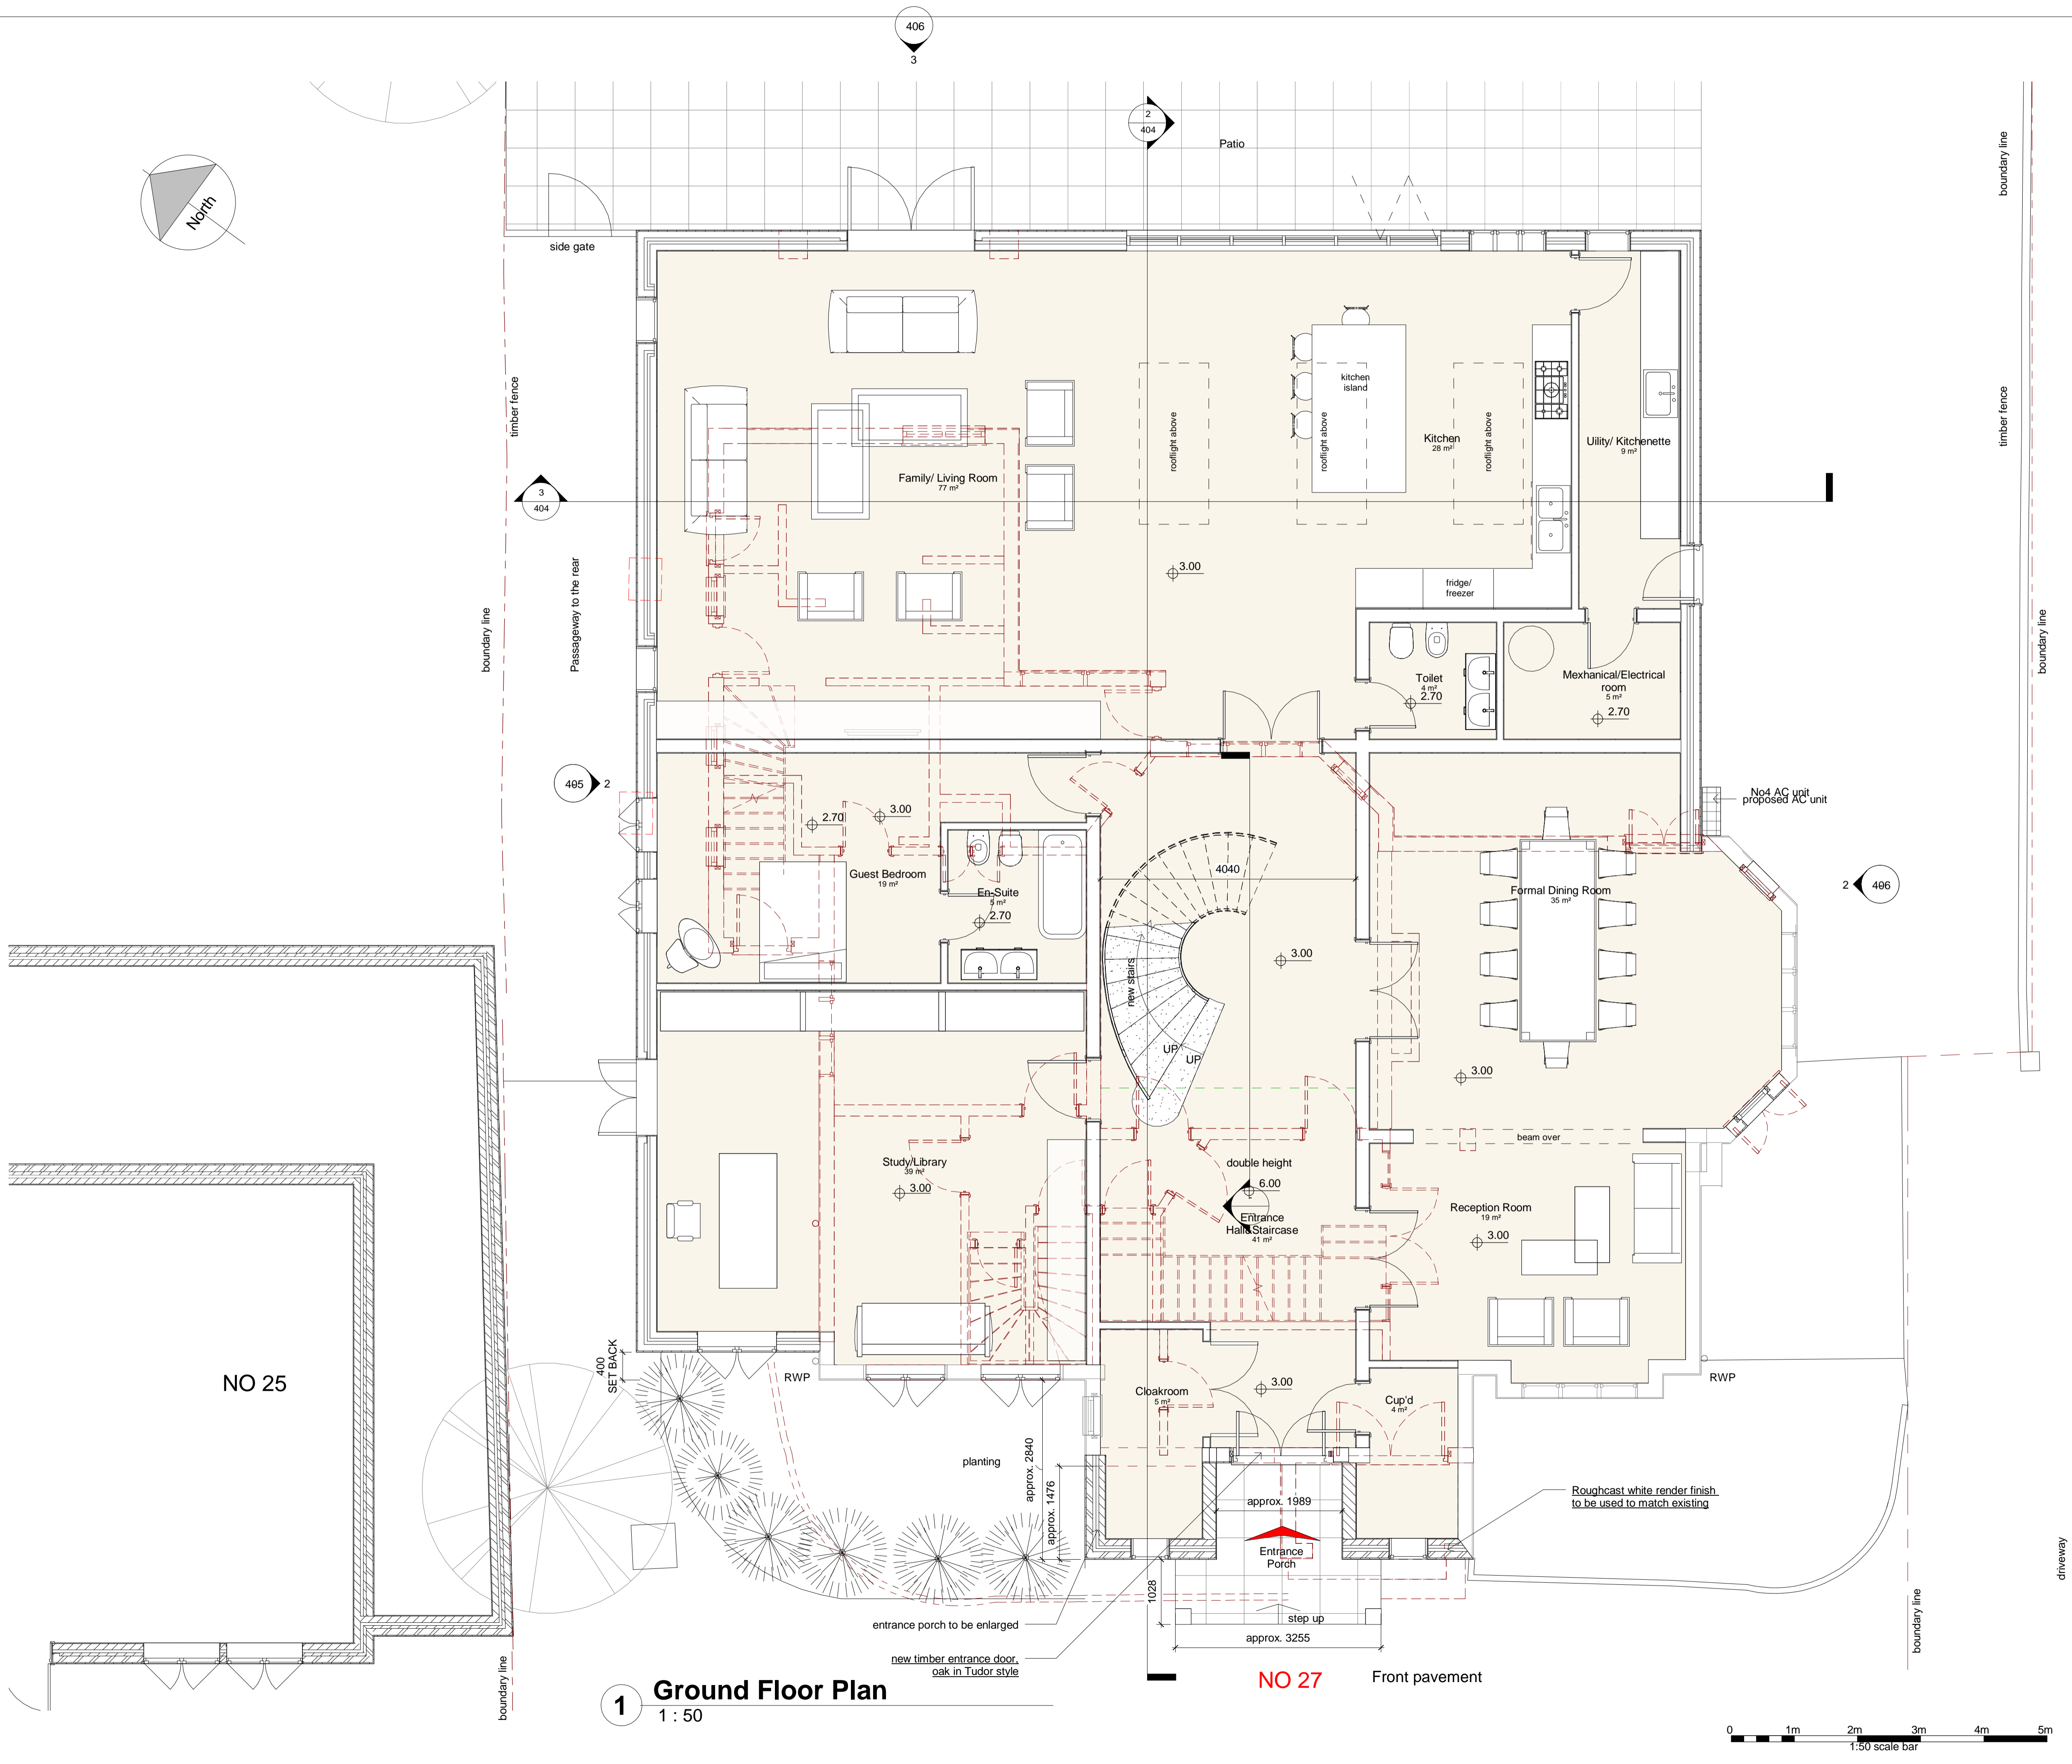 406
3
2
404
Patio
boundary line
North
side gate
timber fence
timber fence
kitchen
island
rooflight above
rooflight above
rooflight above
Kitchen
28 m²
Uility/ Kitchenette
9 m²
Family/ Living Room
77 m²
3
404
3.00
fridge/
freezer
Passageway to the rear
boundary line
boundary line
Toilet
4 m²
2.70
Mexhanical/Electrical
room
5 m²
2.70
405
2
No4 AC unit
proposed AC unit
2.70
3.00
4040
Guest Bedroom
19 m²
En-Suite
5 m²
2.70
Formal Dining Room
35 m²
2
406
3.00
new stairs
UP
UP
3.00
beam over
Study/Library
39 m²
3.00
double height
6.00
Entrance
Hall&Staircase
41 m²
Reception Room
19 m²
3.00
400
SET BACK
RWP
RWP
NO 25
Cloakroom
5 m²
3.00
Cup'd
4 m²
planting
approx. 2840
approx. 1476
approx. 1989
Roughcast white render finish
to be used to match existing
Entrance
Porch
1028
step up
approx. 3255
driveway
boundary line
boundary line
entrance porch to be enlarged
new timber entrance door,
oak in Tudor style
NO 27
Front pavement
1
Ground Floor Plan
1 : 50
0
1m
2m
3m
4m
5m
1:50 scale bar